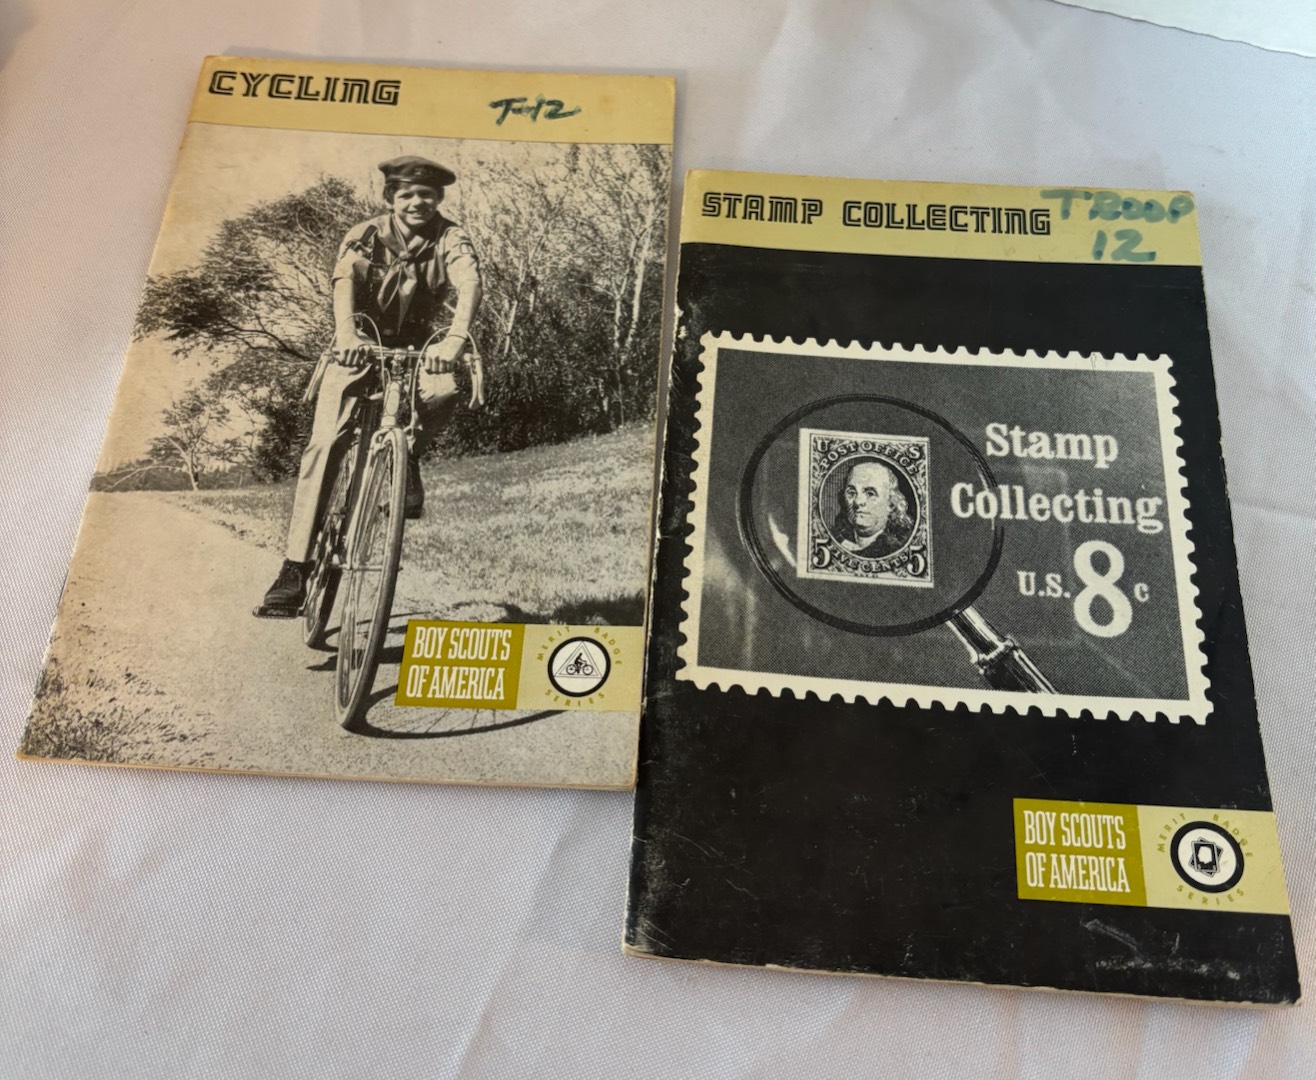 CYCLING
T-12
BOY SCOUTS
OF AMERICA
MERIT BADGE
SERIES
STAMP COLLECTING
TROOP
12
U S
POST OFFICE
5 FIVE CENTS 5
Stamp
Collecting
U.S. 8c
BOY SCOUTS
OF AMERICA
MERIT BADGE
SERIES